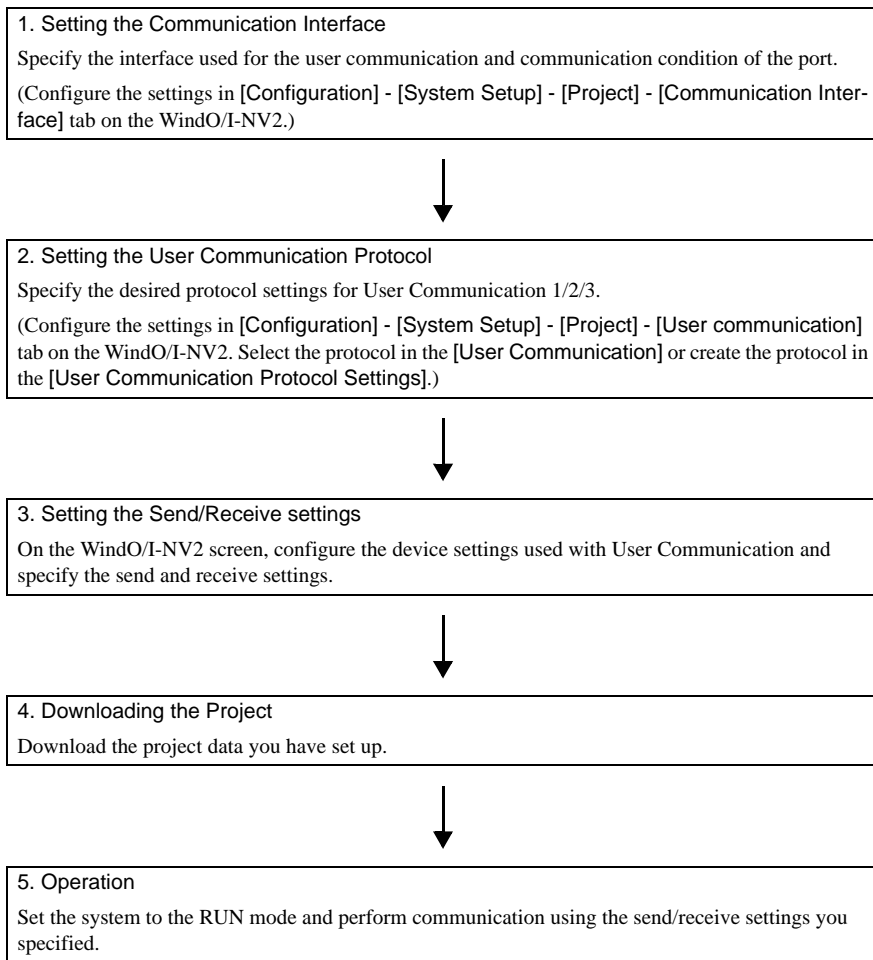 1. Setting the Communication Interface
Specify the interface used for the user communication and communication condition of the port.
(Configure the settings in [Configuration] - [System Setup] - [Project] - [Communication Inter-
face] tab on the WindO/I-NV2.)
2. Setting the User Communication Protocol
Specify the desired protocol settings for User Communication 1/2/3.
(Configure the settings in [Configuration] - [System Setup] - [Project] - [User communication]
tab on the WindO/I-NV2. Select the protocol in the [User Communication] or create the protocol in
the [User Communication Protocol Settings].)
3. Setting the Send/Receive settings
On the WindO/I-NV2 screen, configure the device settings used with User Communication and
specify the send and receive settings.
4. Downloading the Project
Download the project data you have set up.
5. Operation
Set the system to the RUN mode and perform communication using the send/receive settings you
specified.